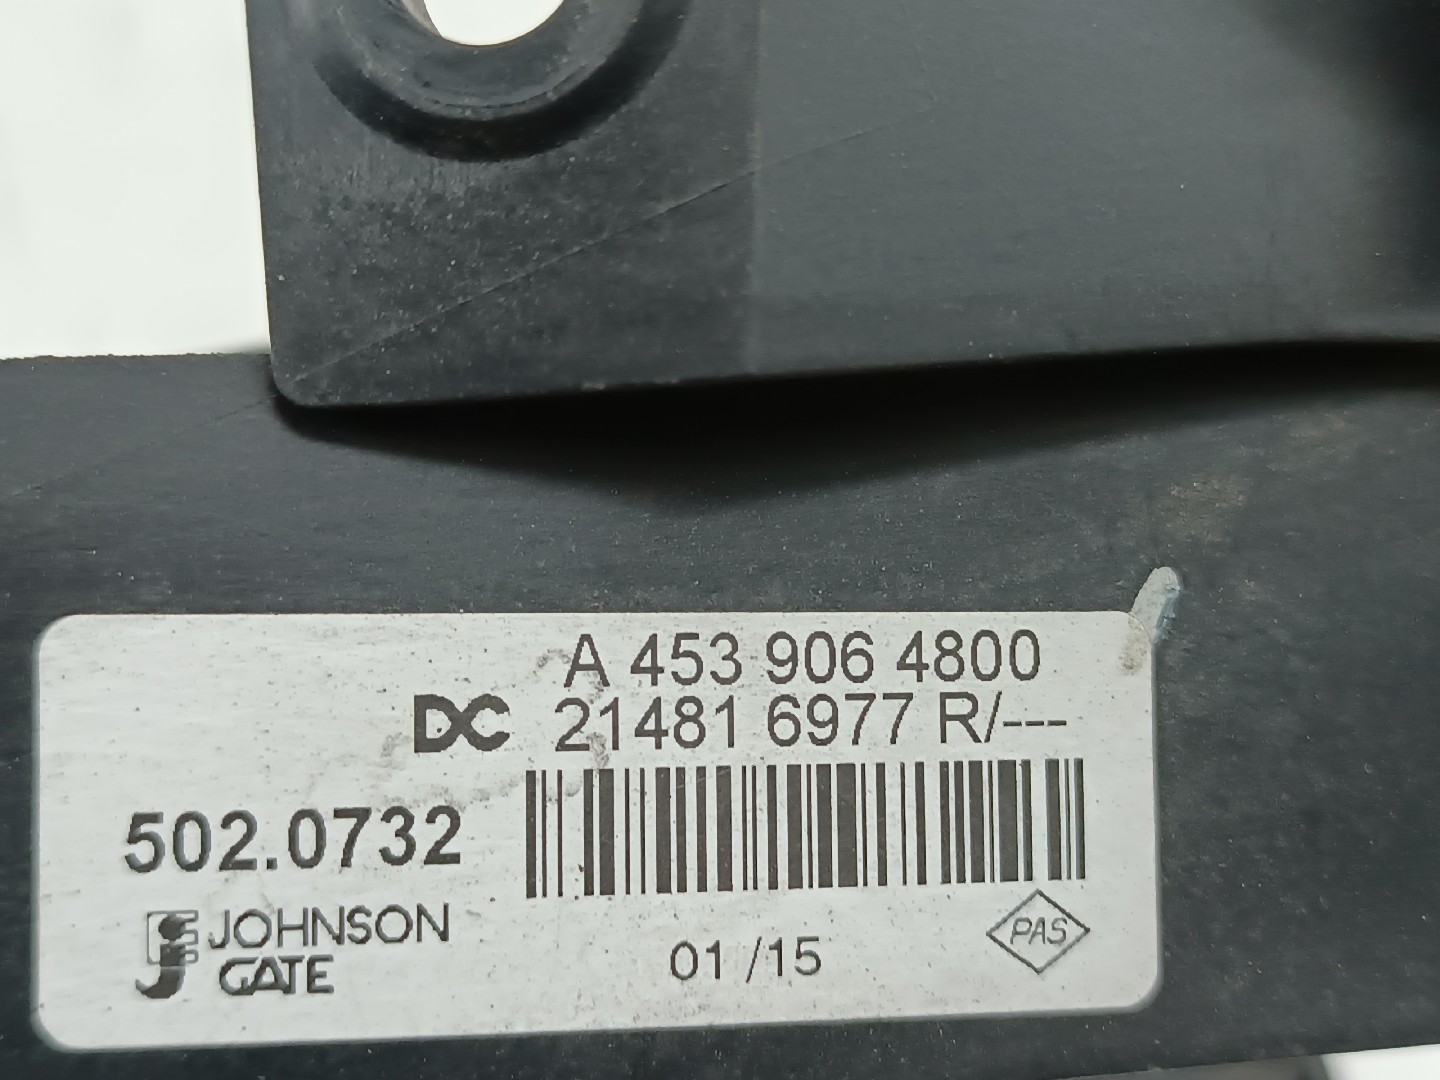 A 453 906 4800
DC 21481 6977 R/---
502.0732
JOHNSON
GATE
01 /15
PAS